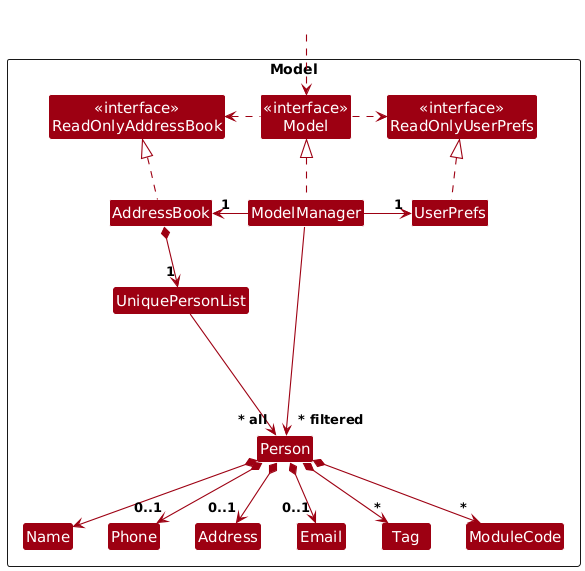 Model
«interface»
ReadOnlyAddressBook
«interface»
Model
«interface»
ReadOnlyUserPrefs
AddressBook
1
ModelManager
1
UserPrefs
1
UniquePersonList
* all
* filtered
Person
0..1
0..1
0..1
*
*
Name
Phone
Address
Email
Tag
ModuleCode